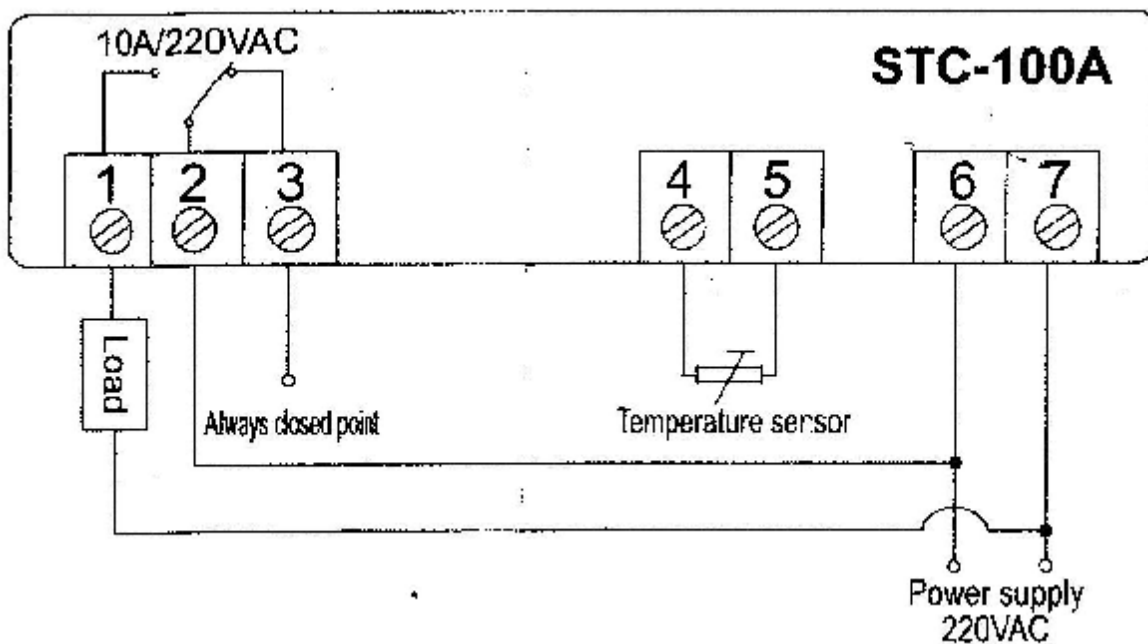 10A/220VAC
STC-100A
1 2 3 4 5 6 7
Load
Always closed point
Temperature sensor
Power supply
220VAC